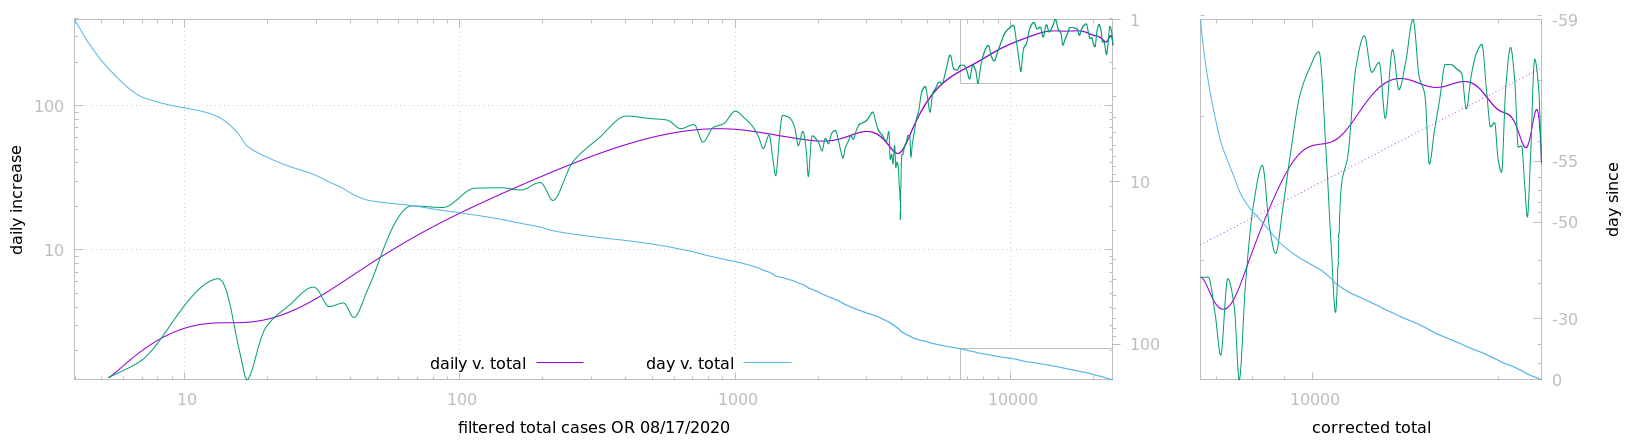 1
-59
100
daily increase
10
10
100
-55
-50
-30
0
day since
daily v. total
day v. total
10
100
1000
10000
10000
filtered total cases OR 08/17/2020
corrected total